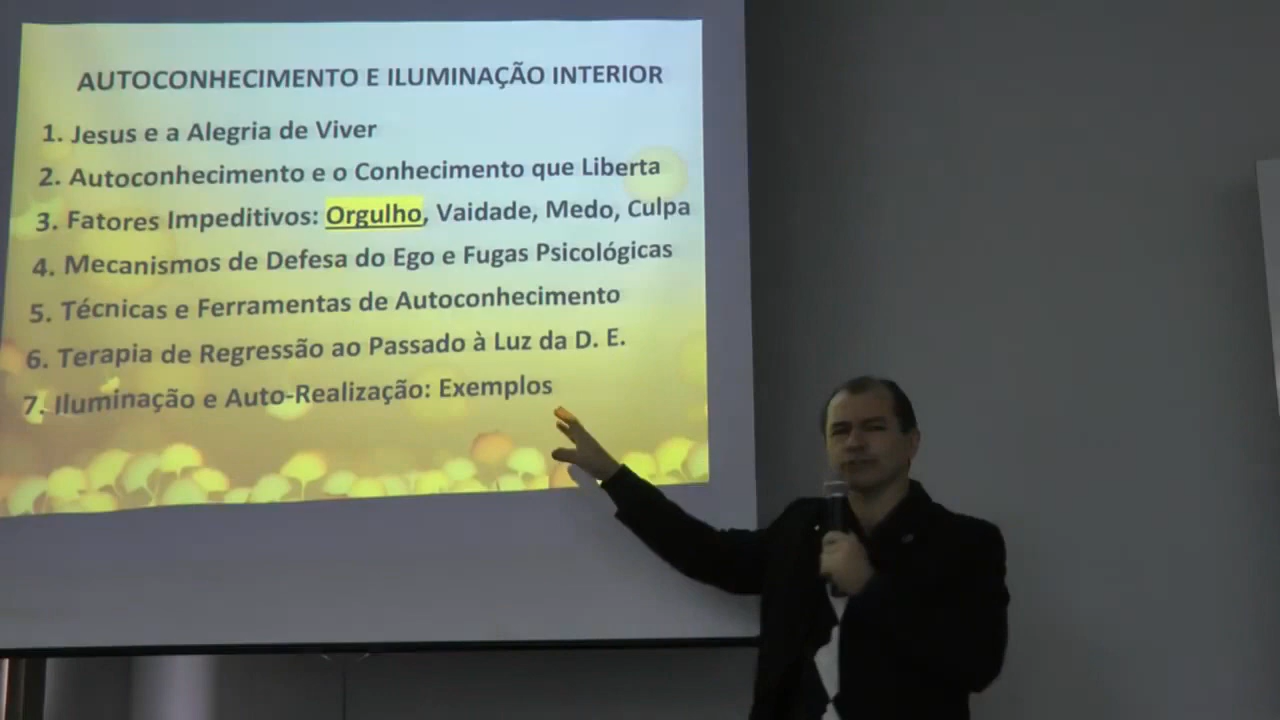 AUTOCONHECIMENTO E ILUMINAÇÃO INTERIOR
1. Jesus e a Alegria de Viver
2. Autoconhecimento e o Conhecimento que Liberta
3. Fatores Impeditivos: Orgulho, Vaidade, Medo, Culpa
4. Mecanismos de Defesa do Ego e Fugas Psicológicas
5. Técnicas e Ferramentas de Autoconhecimento
6. Terapia de Regressão ao Passado à Luz da D. E.
7. Iluminação e Auto-Realização: Exemplos